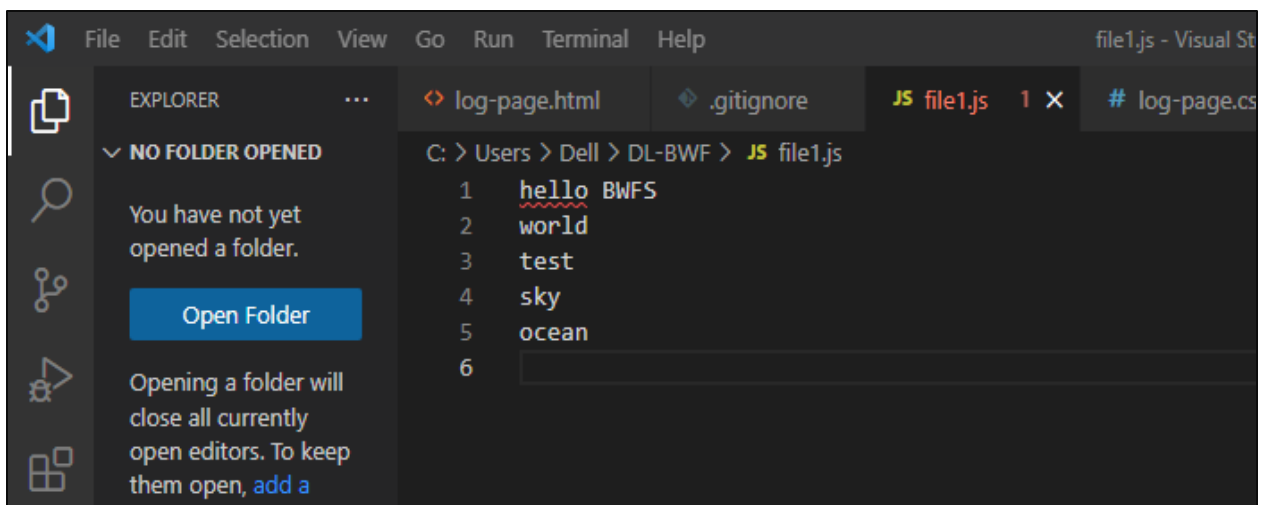 File Edit Selection View Go Run Terminal Help file1.js - Visual St
EXPLORER ...
NO FOLDER OPENED
You have not yet
opened a folder.
Open Folder
Opening a folder will
close all currently
open editors. To keep
them open, add a
<> log-page.html .gitignore JS file1.js 1 × # log-page.cs
C: > Users > Dell > DL-BWF > JS file1.js
1 hello BWFS
2 world
3 test
4 sky
5 ocean
6